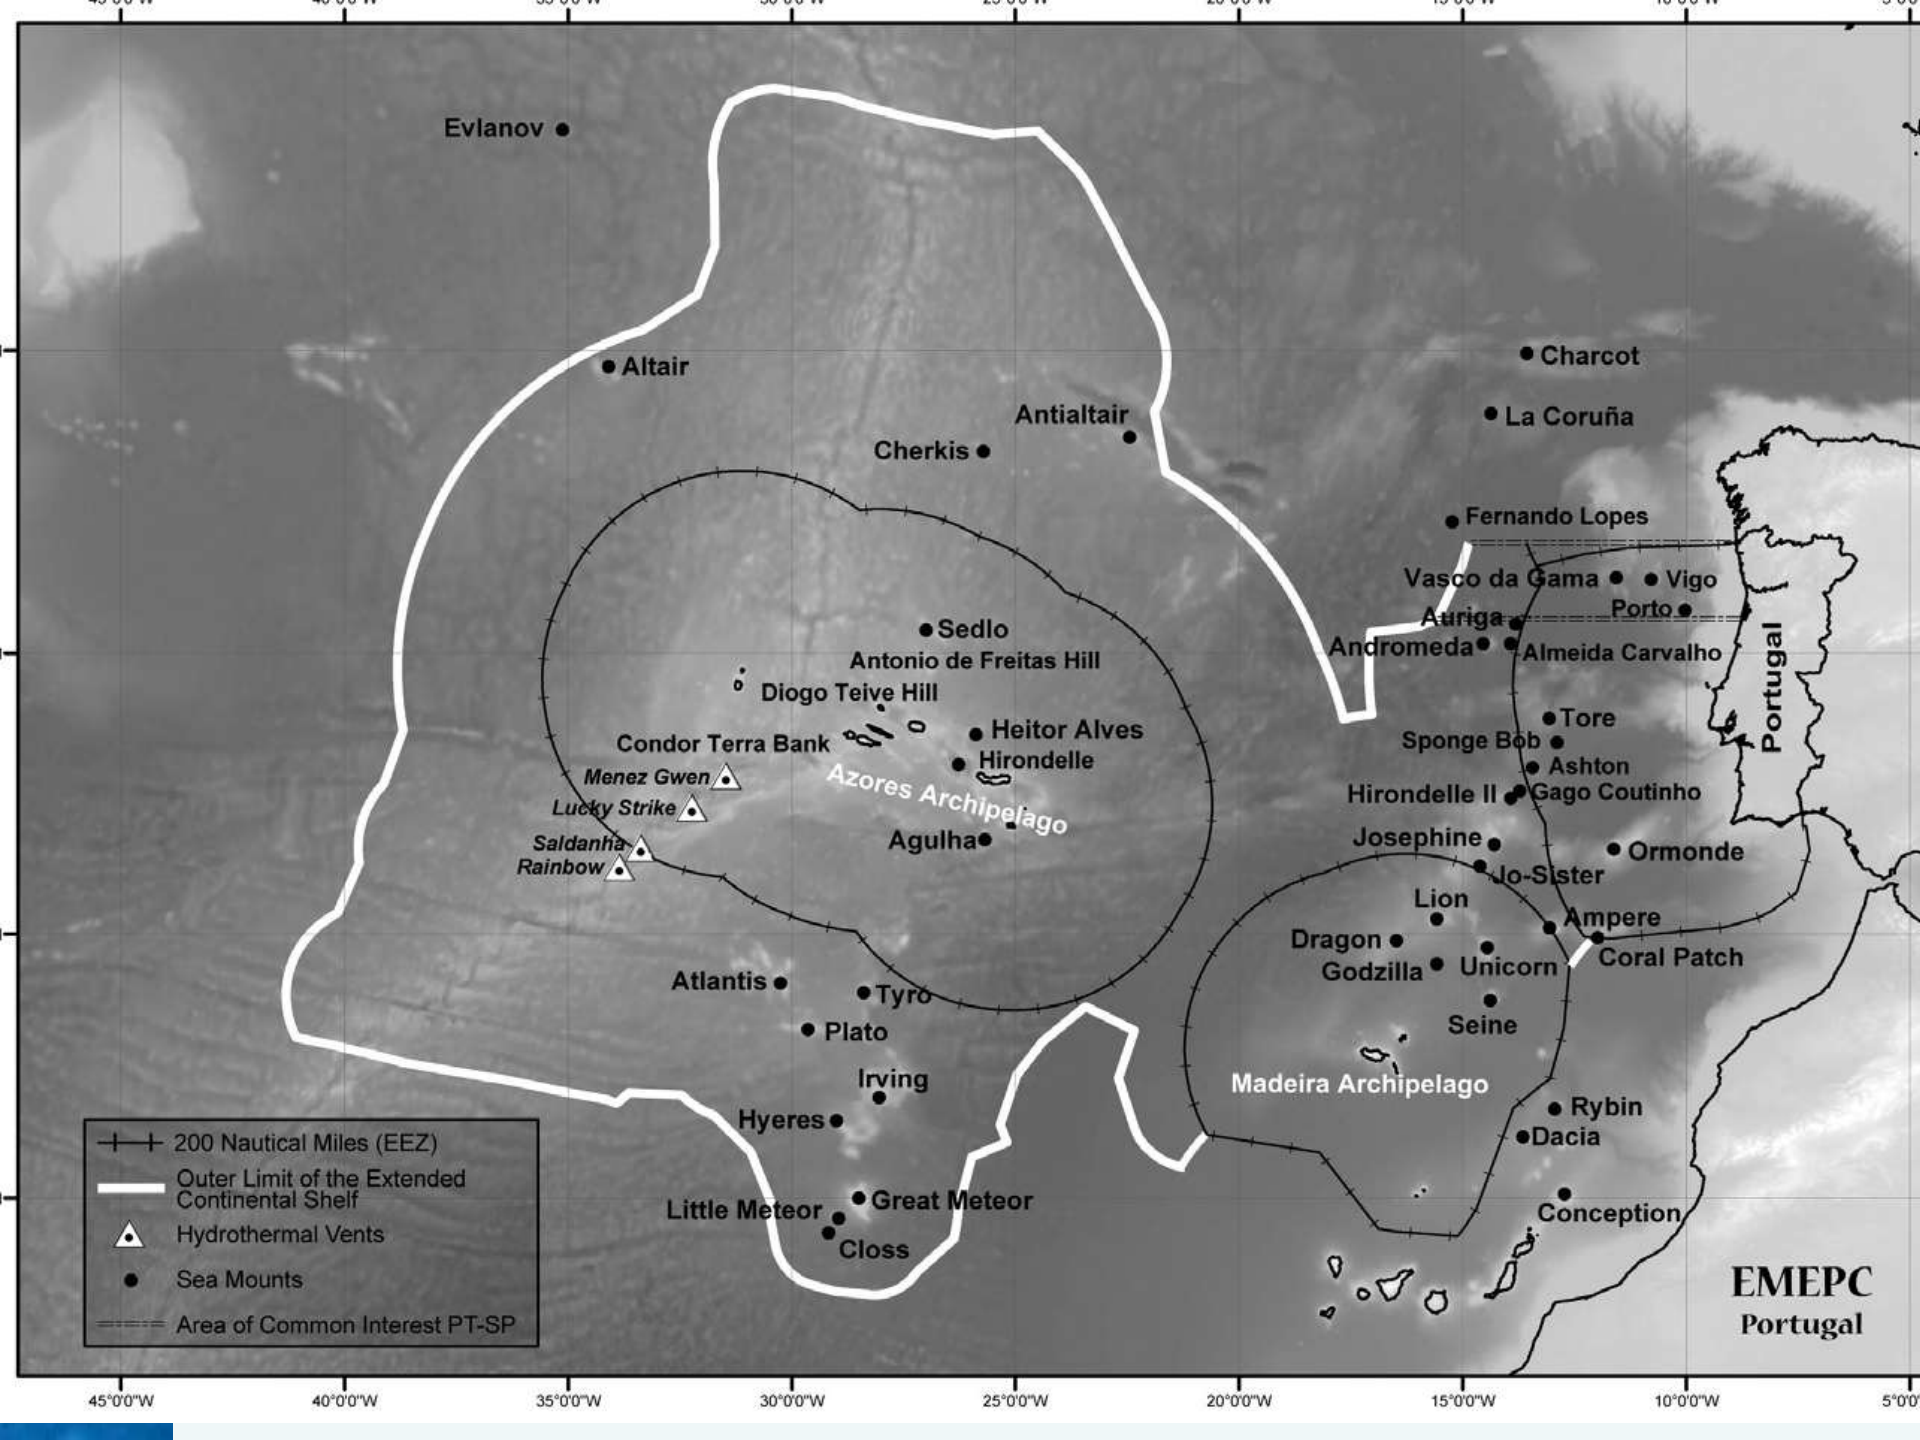 Evlanov
Altair
Charcot
Antialtair
La Coruña
Cherkis
Fernando Lopes
Vasco da Gama
Vigo
Porto
Auriga
Sedlo
Andromeda
Almeida Carvalho
Antonio de Freitas Hill
Diogo Teive Hill
Portugal
Tore
Heitor Alves
Sponge Bob
Condor Terra Bank
Hirondelle
Ashton
Menez Gwen
Azores Archipelago
Hirondelle II
Gago Coutinho
Lucky Strike
Saldanha
Agulha
Josephine
Ormonde
Rainbow
Jo-Sister
Lion
Ampere
Dragon
Coral Patch
Godzilla
Unicorn
Atlantis
Tyro
Seine
Plato
Irving
Madeira Archipelago
Hyeres
Rybin
Dacia
Great Meteor
Little Meteor
Conception
Closs
200 Nautical Miles (EEZ)
Outer Limit of the Extended
Continental Shelf
Hydrothermal Vents
Sea Mounts
Area of Common Interest PT-SP
EMEPC
Portugal
45°0'0"W
40°0'0"W
35°0'0"W
30°0'0"W
25°0'0"W
20°0'0"W
15°0'0"W
10°0'0"W